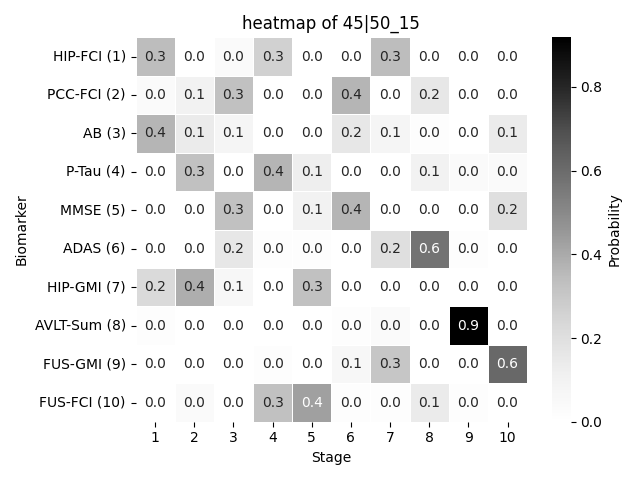 heatmap of 45|50_15
HIP-FCI (1) 0.3 0.0 0.0 0.3 0.0 0.0 0.3 0.0 0.0 0.0
PCC-FCI (2) 0.0 0.1 0.3 0.0 0.0 0.4 0.0 0.2 0.0 0.0
AB (3) 0.4 0.1 0.1 0.0 0.0 0.2 0.1 0.0 0.0 0.1
P-Tau (4) 0.0 0.3 0.0 0.4 0.1 0.0 0.0 0.1 0.0 0.0
MMSE (5) 0.0 0.0 0.3 0.0 0.1 0.4 0.0 0.0 0.0 0.2
ADAS (6) 0.0 0.0 0.2 0.0 0.0 0.0 0.2 0.6 0.0 0.0
HIP-GMI (7) 0.2 0.4 0.1 0.0 0.3 0.0 0.0 0.0 0.0 0.0
AVLT-Sum (8) 0.0 0.0 0.0 0.0 0.0 0.0 0.0 0.0 0.9 0.0
FUS-GMI (9) 0.0 0.0 0.0 0.0 0.0 0.1 0.3 0.0 0.0 0.6
FUS-FCI (10) 0.0 0.0 0.0 0.3 0.4 0.0 0.0 0.1 0.0 0.0
1 2 3 4 5 6 7 8 9 10
Stage
Biomarker
0.8
0.6
0.4
0.2
0.0
Probability